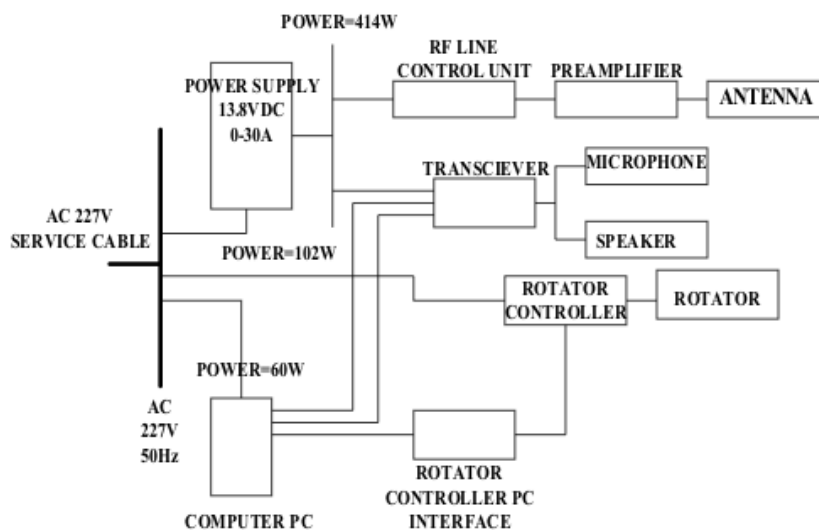 POWER=414W
RF LINE
CONTROL UNIT
PREAMPLIFIER
ANTENNA
POWER SUPPLY
13.8VDC
0-30A
TRANSCIEVER
MICROPHONE
SPEAKER
AC 227V
SERVICE CABLE
POWER=102W
ROTATOR
CONTROLLER
ROTATOR
POWER=60W
AC
227V
50Hz
COMPUTER PC
ROTATOR
CONTROLLER PC
INTERFACE